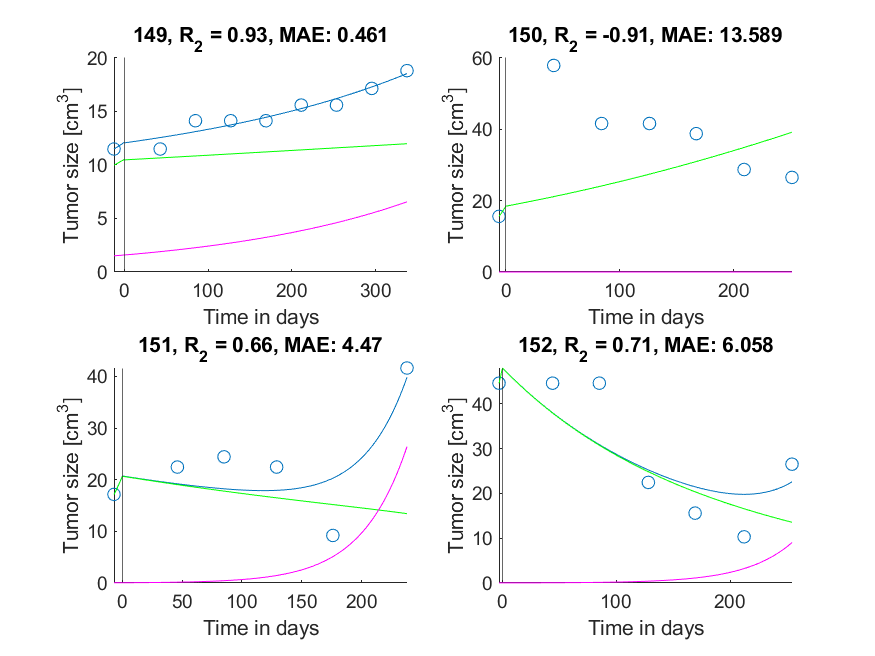 149, R2 = 0.93, MAE: 0.461
20
15
10
5
0
Tumor size [cm3]
0 100 200 300
Time in days
150, R2 = -0.91, MAE: 13.589
60
40
20
0
Tumor size [cm3]
0 100 200
Time in days
151, R2 = 0.66, MAE: 4.47
40
30
20
10
0
Tumor size [cm3]
0 50 100 150 200
Time in days
152, R2 = 0.71, MAE: 6.058
40
30
20
10
0
Tumor size [cm3]
0 100 200
Time in days